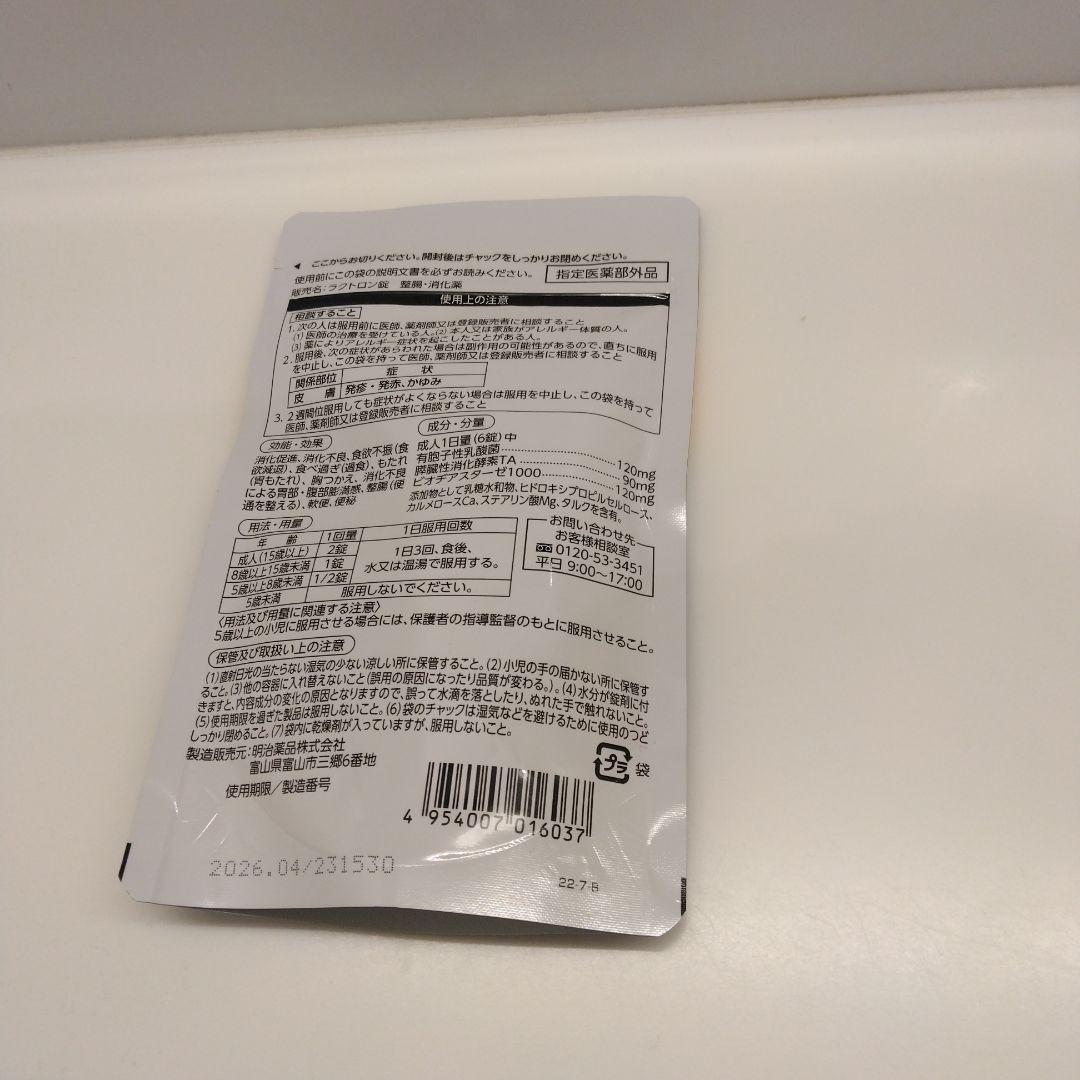 ◀ ここからお切りください。開封後はチャックをしっかりお閉めください。
使用前にこの袋の説明文書を必ずお読みください。
指定医薬部外品
販売名:ラクトロン錠 整腸・消化薬
使用上の注意
相談すること
1. 次の人は服用前に医師、薬剤師又は登録販売者に相談すること
(1) 医師の治療を受けている人。(2) 本人又は家族がアレルギー体質の人。
(3) 薬によりアレルギー症状を起こしたことがある人。
2. 服用後、次の症状があらわれた場合は副作用の可能性があるので、直ちに服用
を中止し、この袋を持って医師、薬剤師又は登録販売者に相談すること
関係部位 症 状
皮 膚 発疹・発赤、かゆみ
3. 2週間位服用しても症状がよくならない場合は服用を中止し、この袋を持って
医師、薬剤師又は登録販売者に相談すること
効能・効果
消化促進、消化不良、食欲不振(食
欲減退)、食べ過ぎ(過食)、もたれ
(胃もたれ)、胸つかえ、消化不良
による胃部・腹部膨満感、整腸(便
通を整える)、軟便、便秘
成分・分量
成人1日量(6錠)中
有胞子性乳酸菌……………………120mg
膵臓性消化酵素TA…………………90mg
ビオヂアスターゼ1000……………120mg
添加物として乳糖水和物、ヒドロキシプロピルセルロース、
カルメロースCa、ステアリン酸Mg、タルクを含有。
用法・用量
年 齢 1回量 1日服用回数
成人(15歳以上) 2錠 1日3回、食後、
8歳以上15歳未満 1錠 水又は温湯で服用する。
5歳以上8歳未満 1/2錠
5歳未満 服用しないでください。
お問い合わせ先
お客様相談室
0120-53-3451
平日 9:00~17:00
〈用法及び用量に関連する注意〉
5歳以上の小児に服用させる場合には、保護者の指導監督のもとに服用させること。
保管及び取扱い上の注意
(1)直射日光の当たらない湿気の少ない涼しい所に保管すること。(2)小児の手の届かない所に保管す
ること。(3)他の容器に入れ替えないこと(誤用の原因になったり品質が変わる。)。(4)水分が錠剤に付
きますと、内容成分の変化の原因となりますので、誤って水滴を落としたり、ぬれた手で触れないこと。
(5)使用期限を過ぎた製品は服用しないこと。(6)袋のチャックは湿気などを避けるために使用のつど
しっかり閉めること。(7)袋内に乾燥剤が入っていますが、服用しないこと。
製造販売元:明治薬品株式会社
富山県富山市三郷6番地
使用期限/製造番号
プラ 袋
4 954007 016037
2026.04/231530
22-7-B